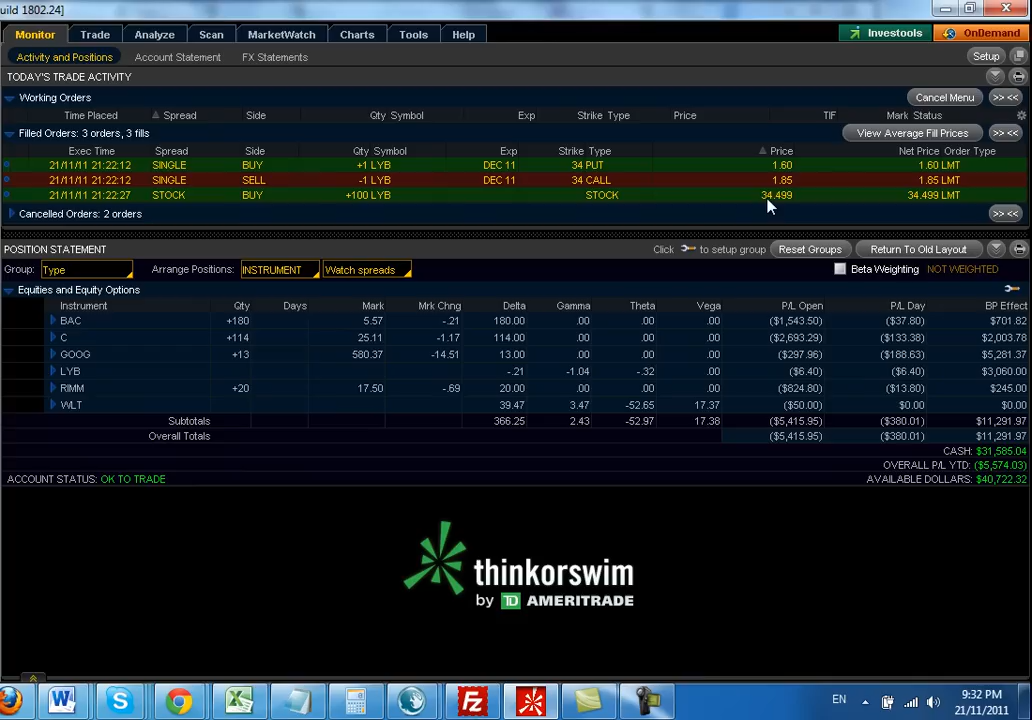 uild 1802.24]
Monitor Trade Analyze Scan MarketWatch Charts Tools Help Investools OnDemand
Activity and Positions Account Statement FX Statements Setup
TODAY'S TRADE ACTIVITY
Working Orders Cancel Menu >> <<
Time Placed Spread Side Qty Symbol Exp Strike Type Price TIF Mark Status
Filled Orders: 3 orders, 3 fills View Average Fill Prices >> <<
Exec Time Spread Side Qty Symbol Exp Strike Type Price Net Price Order Type
21/11/11 21:22:12 SINGLE BUY +1 LYB DEC 11 34 PUT 1.60 1.60 LMT
21/11/11 21:22:12 SINGLE SELL -1 LYB DEC 11 34 CALL 1.85 1.85 LMT
21/11/11 21:22:27 STOCK BUY +100 LYB STOCK 34.499 34.499 LMT
Cancelled Orders: 2 orders >> <<
POSITION STATEMENT Click to setup group Reset Groups Return To Old Layout
Group: Type Arrange Positions: INSTRUMENT Watch spreads Beta Weighting NOT WEIGHTED
Equities and Equity Options
Instrument Qty Days Mark Mrk Chng Delta Gamma Theta Vega P/L Open P/L Day BP Effect
BAC +180 5.57 -.21 180.00 .00 .00 .00 ($1,543.50) ($37.80) $701.82
C +114 25.11 -1.17 114.00 .00 .00 .00 ($2,693.29) ($133.38) $2,003.78
GOOG +13 580.37 -14.51 13.00 .00 .00 .00 ($297.96) ($188.63) $5,281.37
LYB -.21 -1.04 -.32 .00 ($6.40) ($6.40) $3,060.00
RIMM +20 17.50 -.69 20.00 .00 .00 .00 ($824.80) ($13.80) $245.00
WLT 39.47 3.47 -52.65 17.37 ($50.00) $0.00 $0.00
Subtotals 366.25 2.43 -52.97 17.38 ($5,415.95) ($380.01) $11,291.97
Overall Totals ($5,415.95) ($380.01) $11,291.97
CASH: $31,585.04
OVERALL P/L YTD: ($5,574.03)
ACCOUNT STATUS: OK TO TRADE AVAILABLE DOLLARS: $40,722.32
thinkorswim
by TD AMERITRADE
W S X Fz EN 9:32 PM
21/11/2011